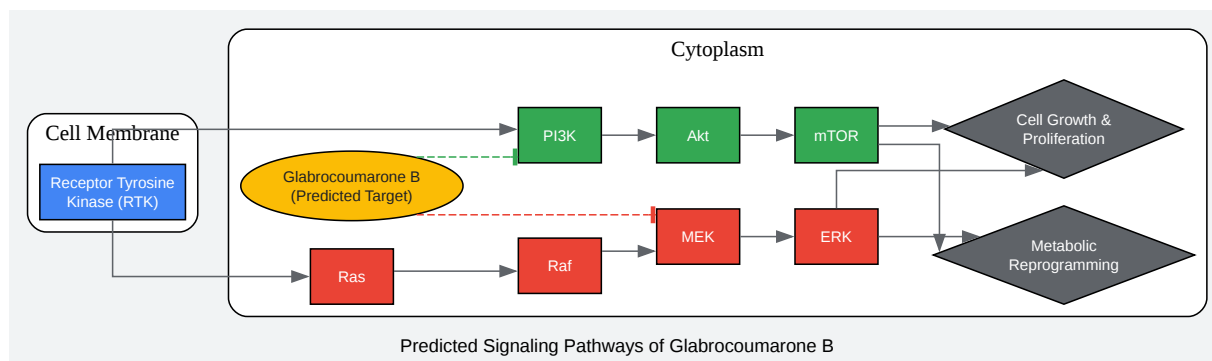 Cytoplasm
Cell Membrane
Receptor Tyrosine
Kinase (RTK)
PI3K
Akt
mTOR
Cell Growth &
Proliferation
Glabrocoumarone B
(Predicted Target)
MEK
ERK
Metabolic
Reprogramming
Ras
Raf
Predicted Signaling Pathways of Glabrocoumarone B